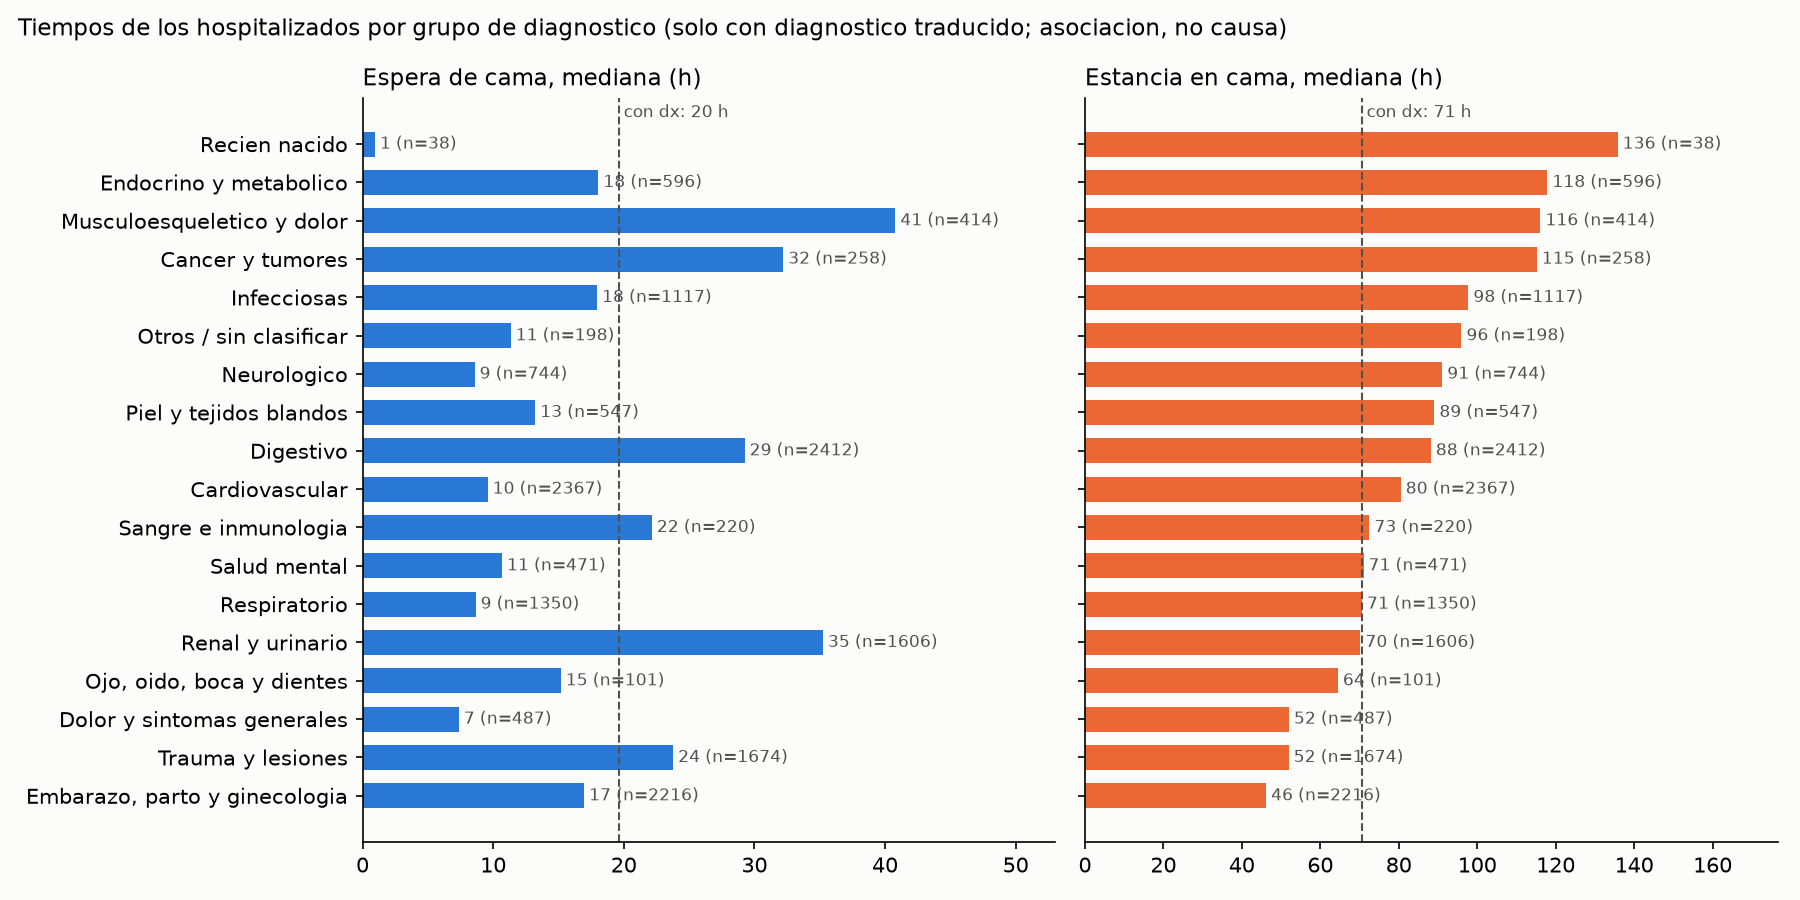 Tiempos de los hospitalizados por grupo de diagnostico (solo con diagnostico traducido; asociacion, no causa)
Espera de cama, mediana (h)
Estancia en cama, mediana (h)
con dx: 20 h
con dx: 71 h
Recien nacido 1 (n=38) 136 (n=38)
Endocrino y metabolico 18 (n=596) 118 (n=596)
Musculoesqueletico y dolor 41 (n=414) 116 (n=414)
Cancer y tumores 32 (n=258) 115 (n=258)
Infecciosas 18 (n=1117) 98 (n=1117)
Otros / sin clasificar 11 (n=198) 96 (n=198)
Neurologico 9 (n=744) 91 (n=744)
Piel y tejidos blandos 13 (n=547) 89 (n=547)
Digestivo 29 (n=2412) 88 (n=2412)
Cardiovascular 10 (n=2367) 80 (n=2367)
Sangre e inmunologia 22 (n=220) 73 (n=220)
Salud mental 11 (n=471) 71 (n=471)
Respiratorio 9 (n=1350) 71 (n=1350)
Renal y urinario 35 (n=1606) 70 (n=1606)
Ojo, oido, boca y dientes 15 (n=101) 64 (n=101)
Dolor y sintomas generales 7 (n=487) 52 (n=487)
Trauma y lesiones 24 (n=1674) 52 (n=1674)
Embarazo, parto y ginecologia 17 (n=2216) 46 (n=2216)
0 10 20 30 40 50
0 20 40 60 80 100 120 140 160